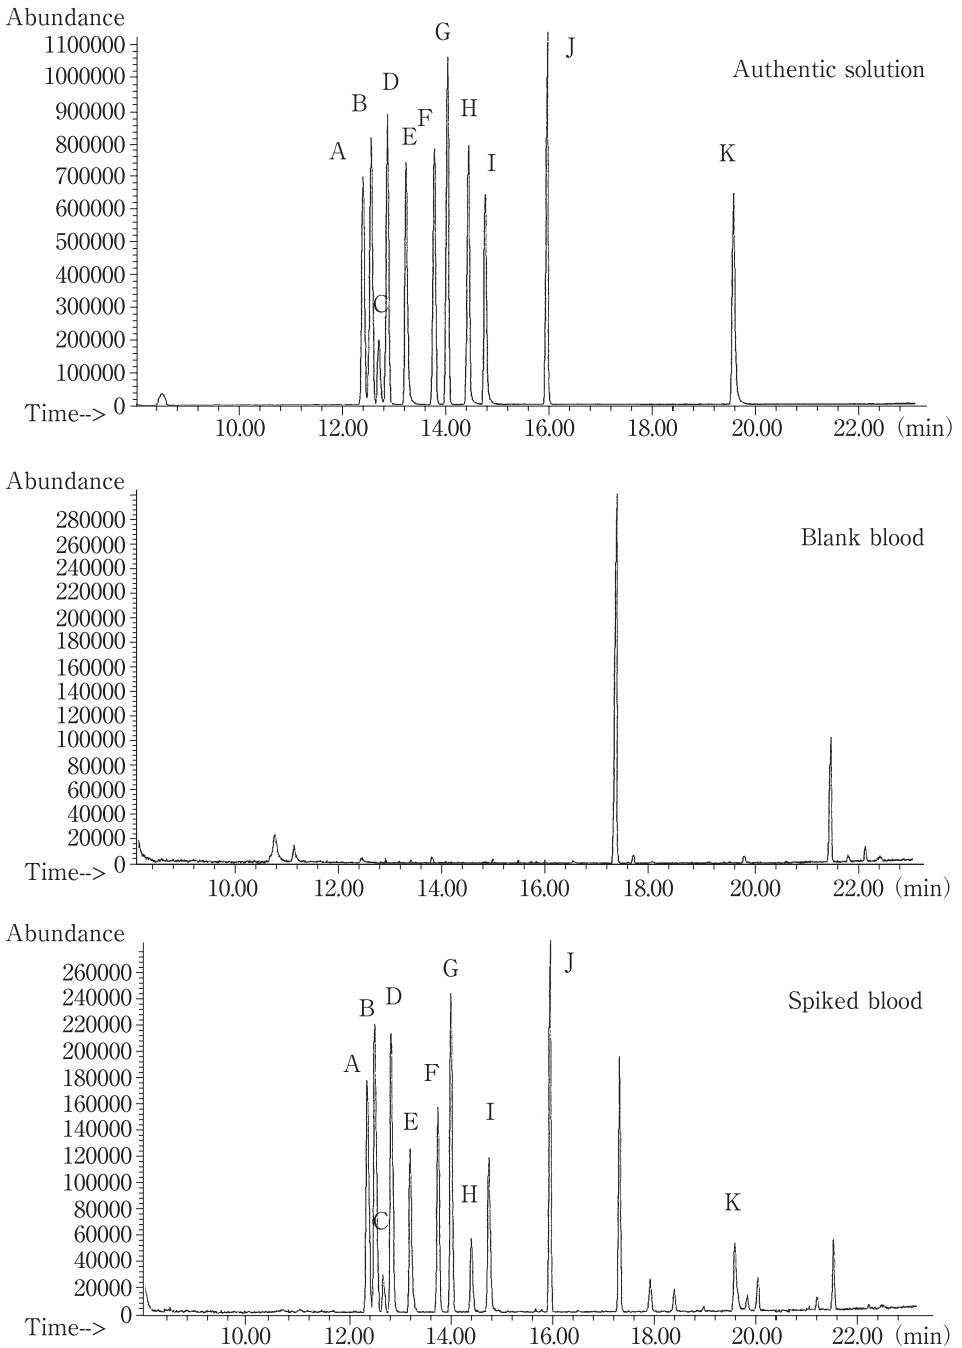 Abundance
G
1100000
J
Authentic solution
1000000
D
B
900000
F
H
800000
E
A
I
K
700000
600000
500000
400000
300000
C
200000
100000
0
Time-->
10.00 12.00 14.00 16.00 18.00 20.00 22.00 (min)
Abundance
280000
Blank blood
260000
240000
220000
200000
180000
160000
140000
120000
100000
80000
60000
40000
20000
0
Time-->
10.00 12.00 14.00 16.00 18.00 20.00 22.00 (min)
Abundance
G
J
260000
D
Spiked blood
240000
B
220000
200000
A
F
180000
160000
E
I
140000
120000
100000
H
K
80000
C
60000
40000
20000
0
Time-->
10.00 12.00 14.00 16.00 18.00 20.00 22.00 (min)